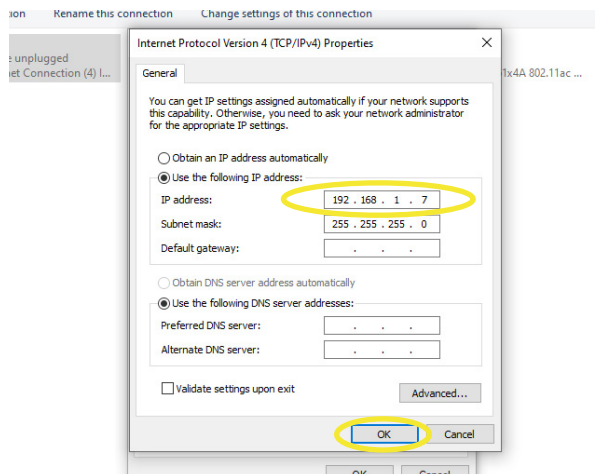 Rename this connection Change settings of this connection
unplugged
Internet Protocol Version 4 (TCP/IPv4) Properties
net Connection (4) I...
1x4A 802.11ac ...
General
You can get IP settings assigned automatically if your network supports
this capability. Otherwise, you need to ask your network administrator
for the appropriate IP settings.
Obtain an IP address automatically
Use the following IP address:
IP address: 192 . 168 . 1 . 7
Subnet mask: 255 . 255 . 255 . 0
Default gateway: . . .
Obtain DNS server address automatically
Use the following DNS server addresses:
Preferred DNS server: . . .
Alternate DNS server: . . .
Validate settings upon exit
Advanced...
OK Cancel
OK Cancel